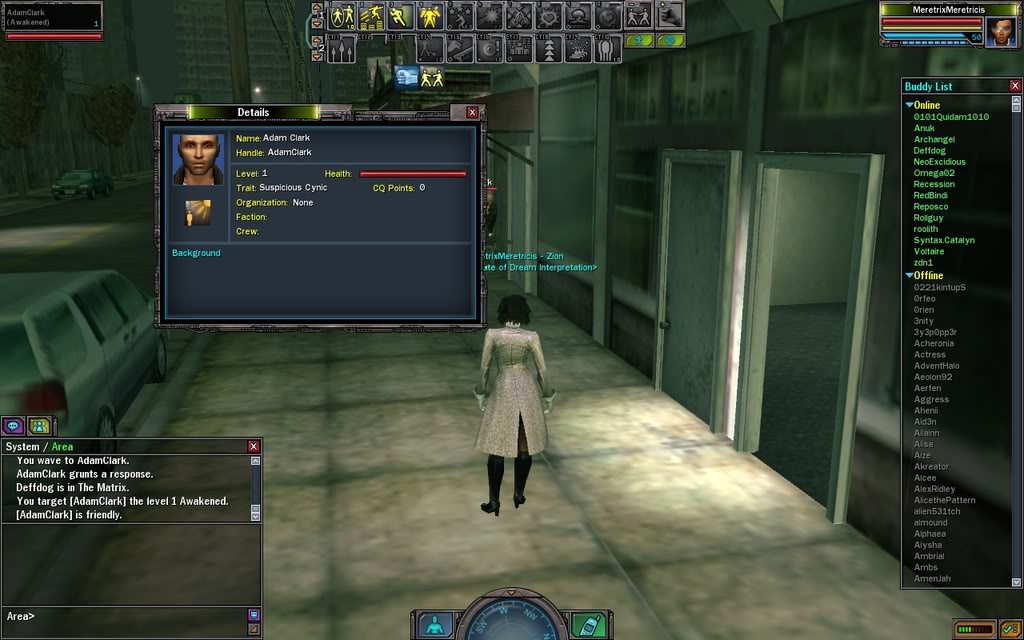 AdamClark
(Awakened)
1
MeretrixMeretricis
50
Details
Name: Adam Clark
Handle: AdamClark
Level: 1
Health:
Trait: Suspicious Cynic
CQ Points: 0
Organization: None
Faction:
Crew:
Background
trixMeretricis - Zion
ate of Dream Interpretation>
Buddy List
Online
0101Quidam1010
Anuk
Archangel
Deffdog
NeoExcidious
Omega02
Recession
RedBindi
Reposco
Rollguy
roolith
Syntax.Catalyn
Voltaire
zdn1
Offline
0221kintupS
0rfeo
0rien
3nity
3y3p0pp3r
Acheronia
Actress
AdventHalo
Aeolon92
Aerfen
Aggress
Ahenii
Ald3n
Ailainn
Ailsa
Aize
Akreator
Alcee
AlexRidley
AlicethePattern
alien531tch
almound
Alphaea
Alysha
Ambrial
Ambs
AmenJah
System / Area
You wave to AdamClark.
AdamClark grunts a response.
Deffdog is in The Matrix.
You target [AdamClark] the level 1 Awakened.
[AdamClark] is friendly.
Area>
SW
W
NW
N